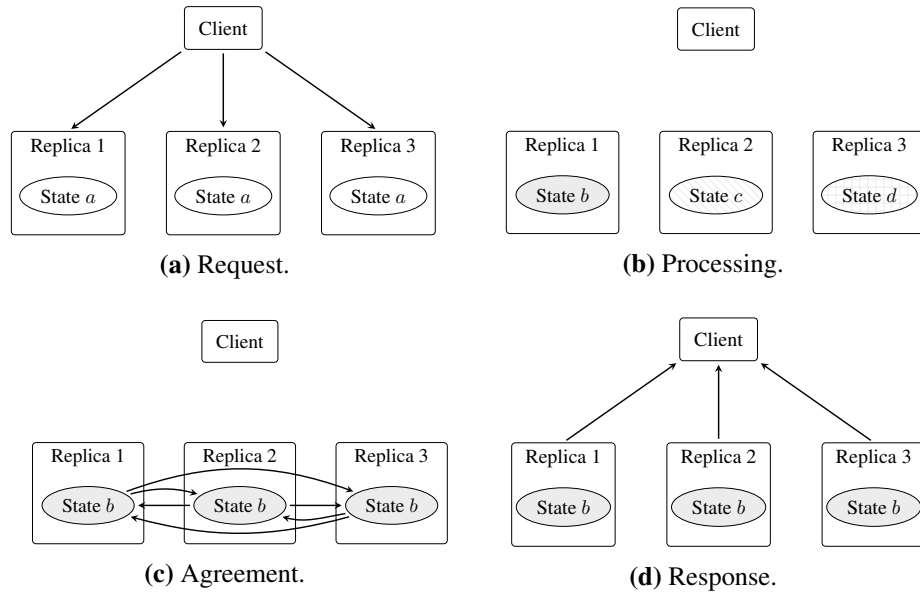 Client
Replica 1 Replica 2 Replica 3
State a State a State a
(a) Request.
Client
Replica 1 Replica 2 Replica 3
State b State c State d
(b) Processing.
Client
Replica 1 Replica 2 Replica 3
State b State b State b
(c) Agreement.
Client
Replica 1 Replica 2 Replica 3
State b State b State b
(d) Response.